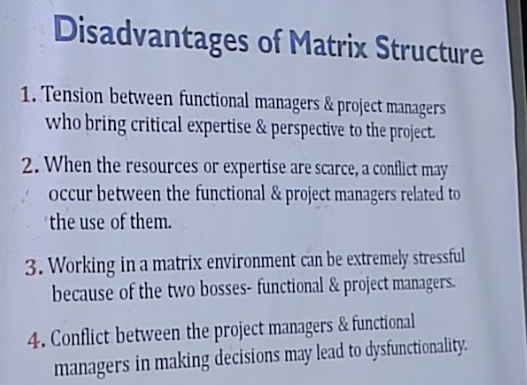 Disadvantages of Matrix Structure
1. Tension between functional managers & project managers
who bring critical expertise & perspective to the project.
2. When the resources or expertise are scarce, a conflict may
occur between the functional & project managers related to
the use of them.
3. Working in a matrix environment can be extremely stressful
because of the two bosses- functional & project managers.
4. Conflict between the project managers & functional
managers in making decisions may lead to dysfunctionality.